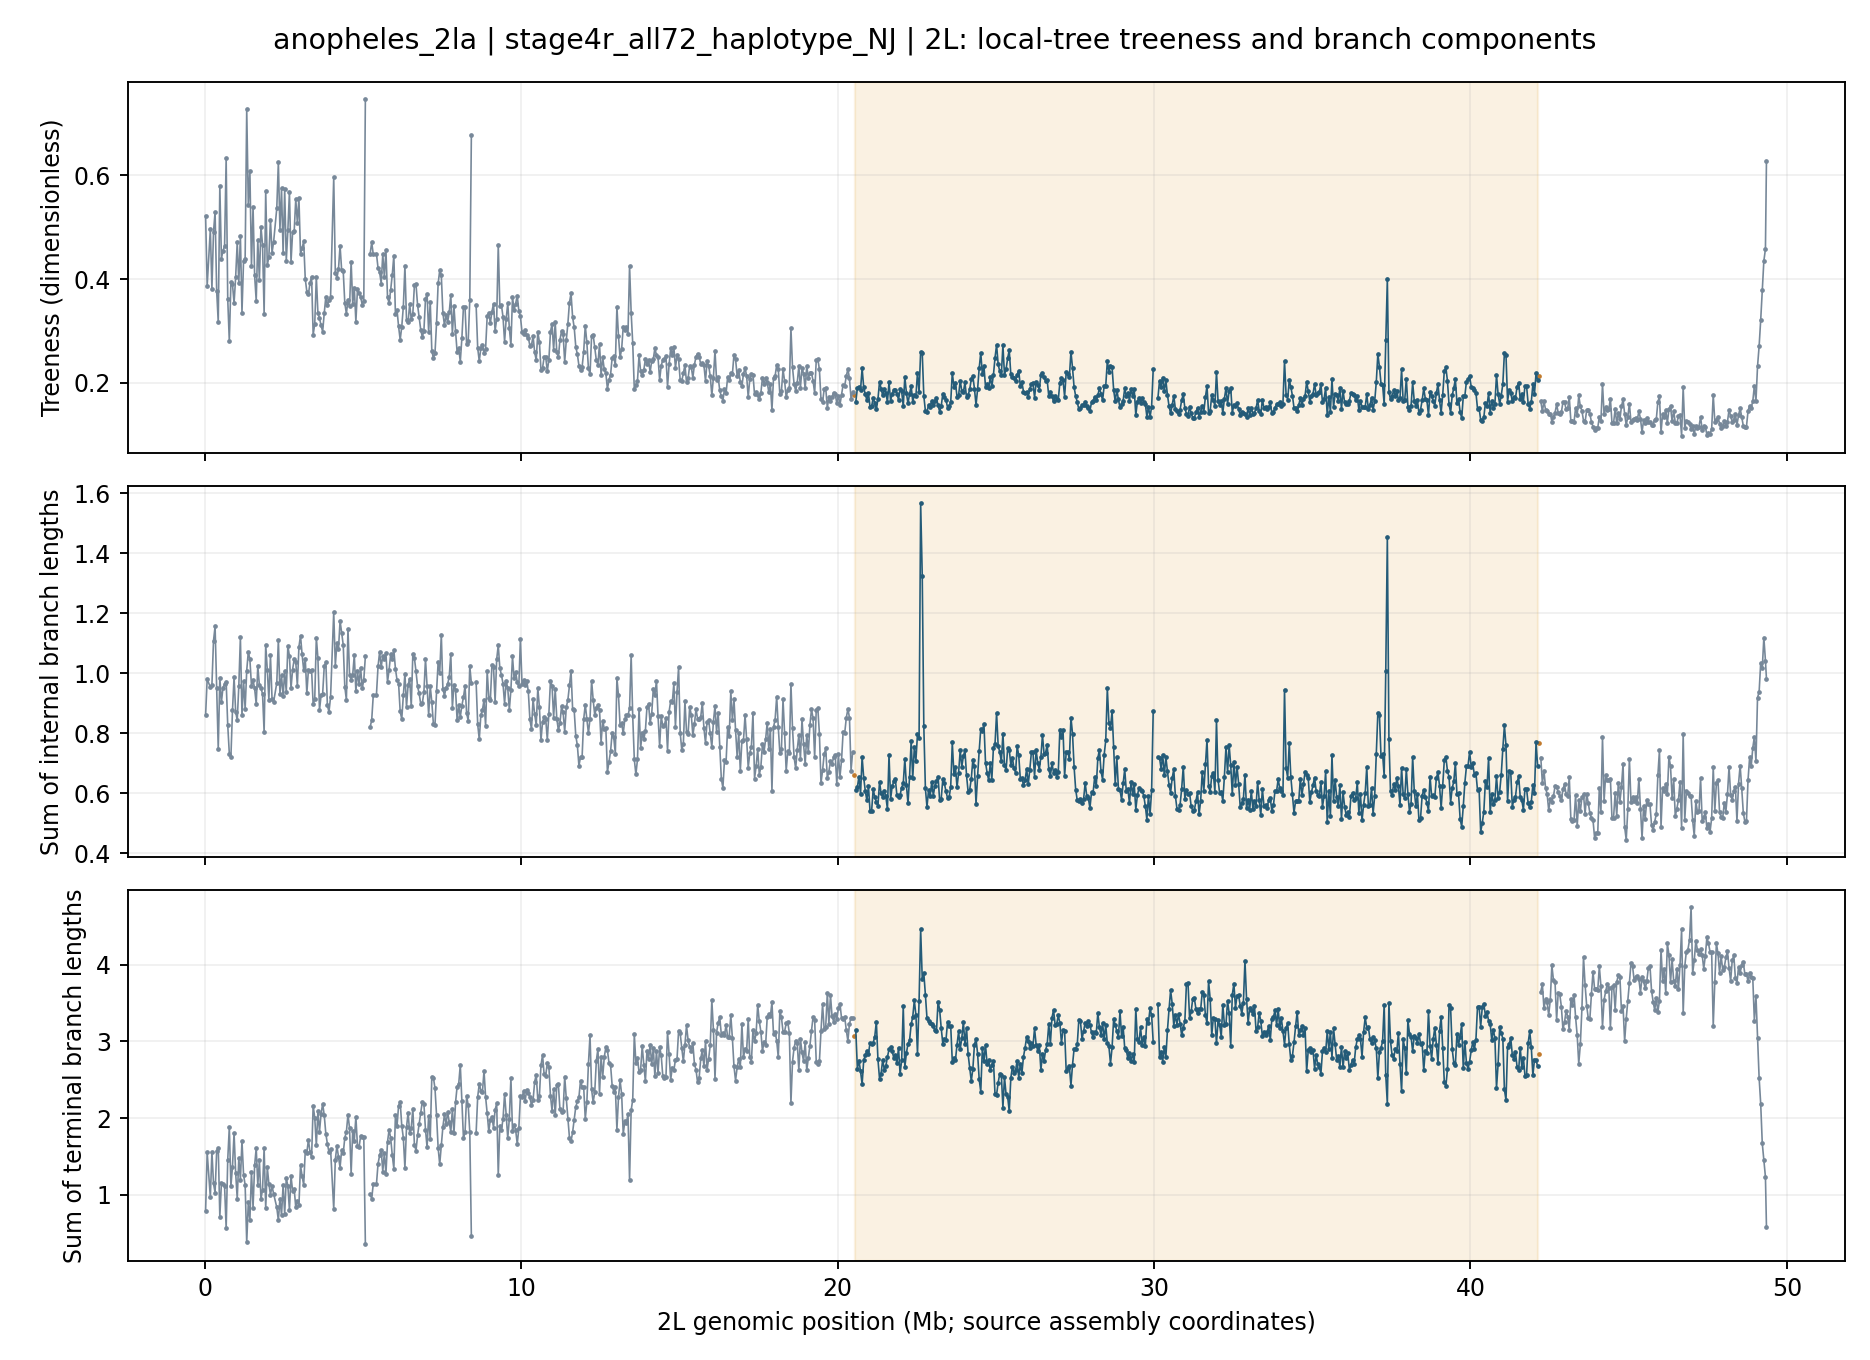 anopheles_2la | stage4r_all72_haplotype_NJ | 2L: local-tree treeness and branch components
Treeness (dimensionless)
0.6
0.4
0.2
Sum of internal branch lengths
1.6
1.4
1.2
1.0
0.8
0.6
0.4
Sum of terminal branch lengths
4
3
2
1
0 10 20 30 40 50
2L genomic position (Mb; source assembly coordinates)